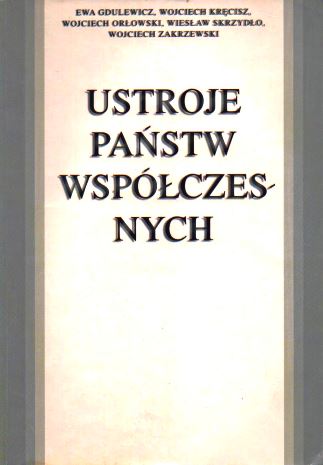 EWA GDULEWICZ, WOJCIECH KRĘCISZ,
WOJCIECH ORŁOWSKI, WIESŁAW SKRZYDŁO,
WOJCIECH ZAKRZEWSKI
USTROJE
PAŃSTW
WSPÓŁCZES-
NYCH